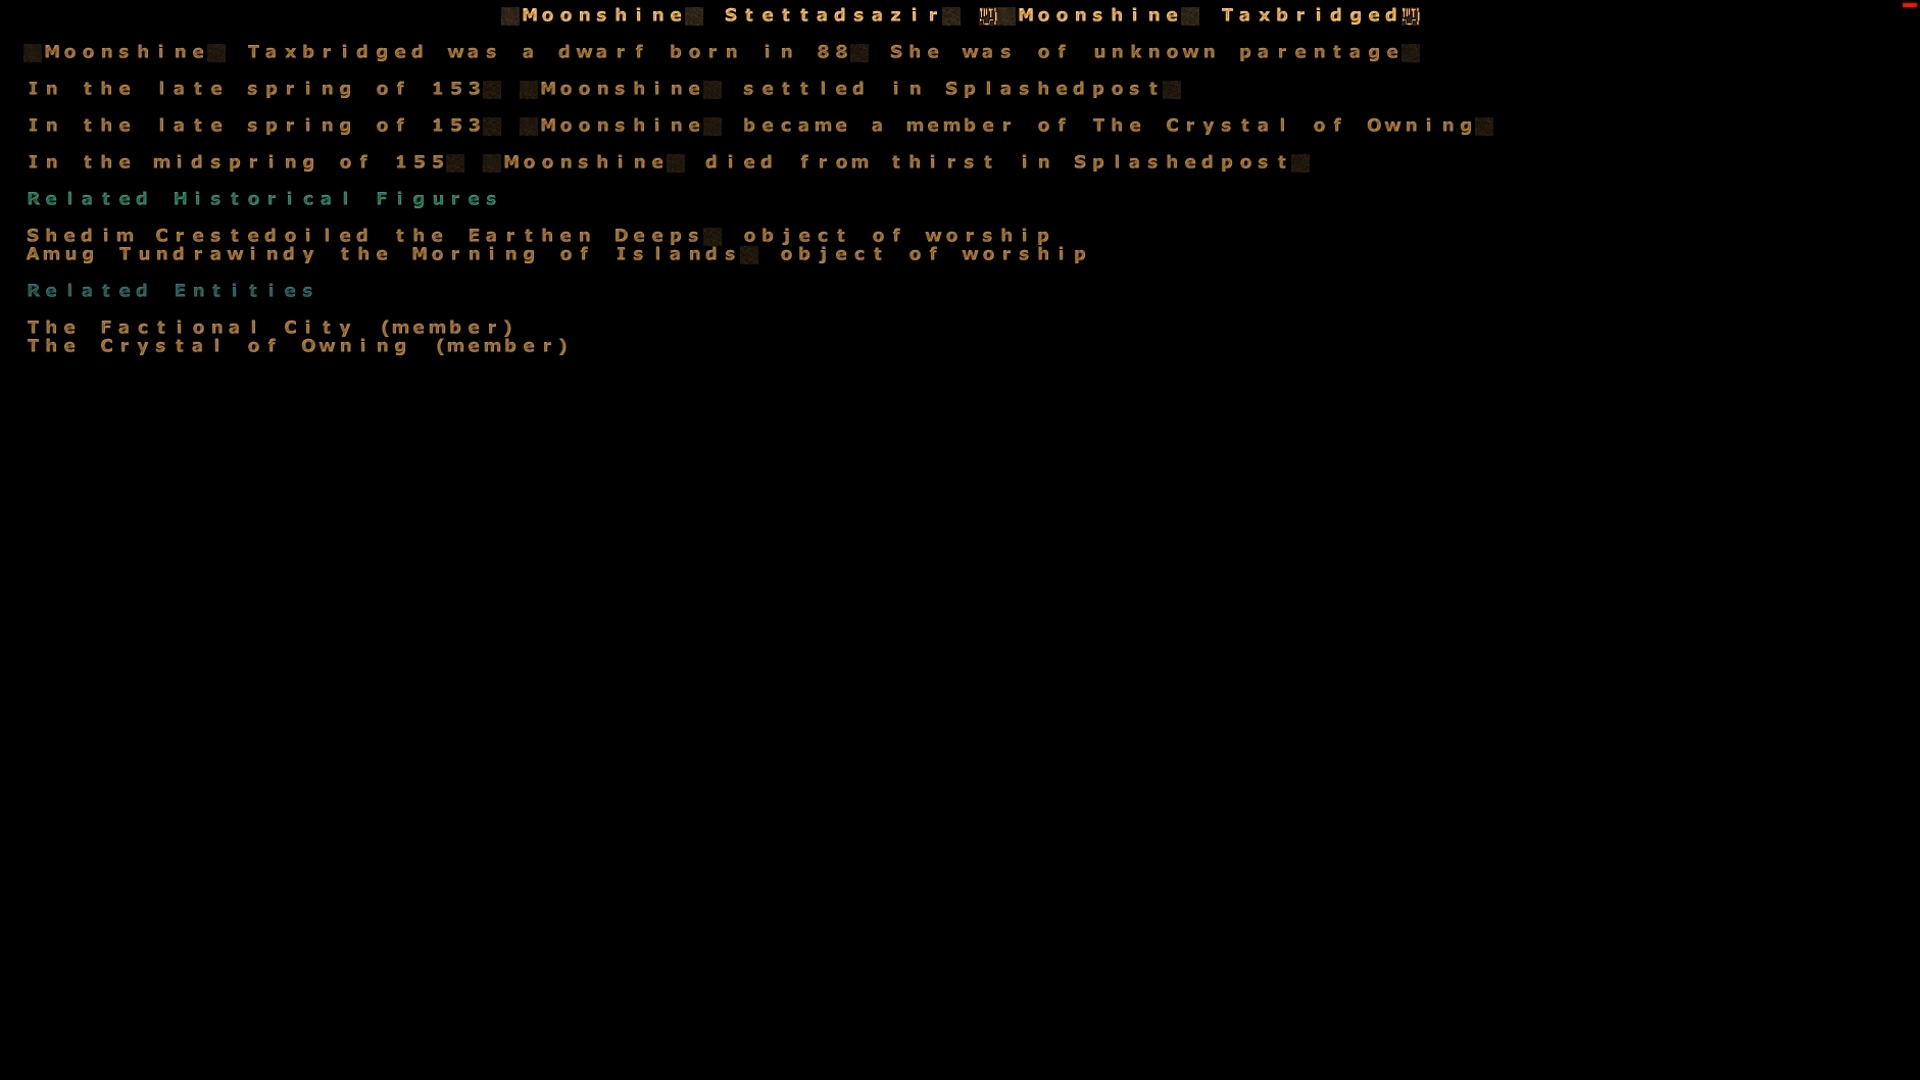 Moonshine Stettadsazir Moonshine Taxbridged
Moonshine Taxbridged was a dwarf born in 88 She was of unknown parentage
In the late spring of 153 Moonshine settled in Splashedpost
In the late spring of 153 Moonshine became a member of The Crystal of Owning
In the midspring of 155 Moonshine died from thirst in Splashedpost
Related Historical Figures
Shedim Crestedoiled the Earthen Deeps object of worship
Amug Tundrawindy the Morning of Islands object of worship
Related Entities
The Factional City (member)
The Crystal of Owning (member)